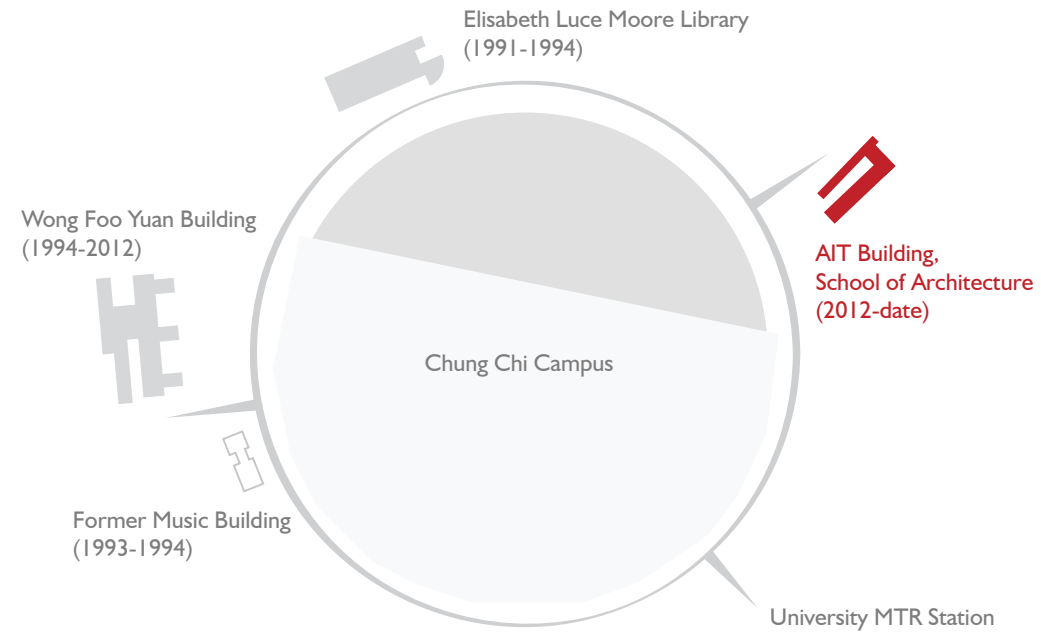 Elisabeth Luce Moore Library
(1991-1994)
Wong Foo Yuan Building
(1994-2012)
AIT Building,
School of Architecture
(2012-date)
Chung Chi Campus
Former Music Building
(1993-1994)
University MTR Station